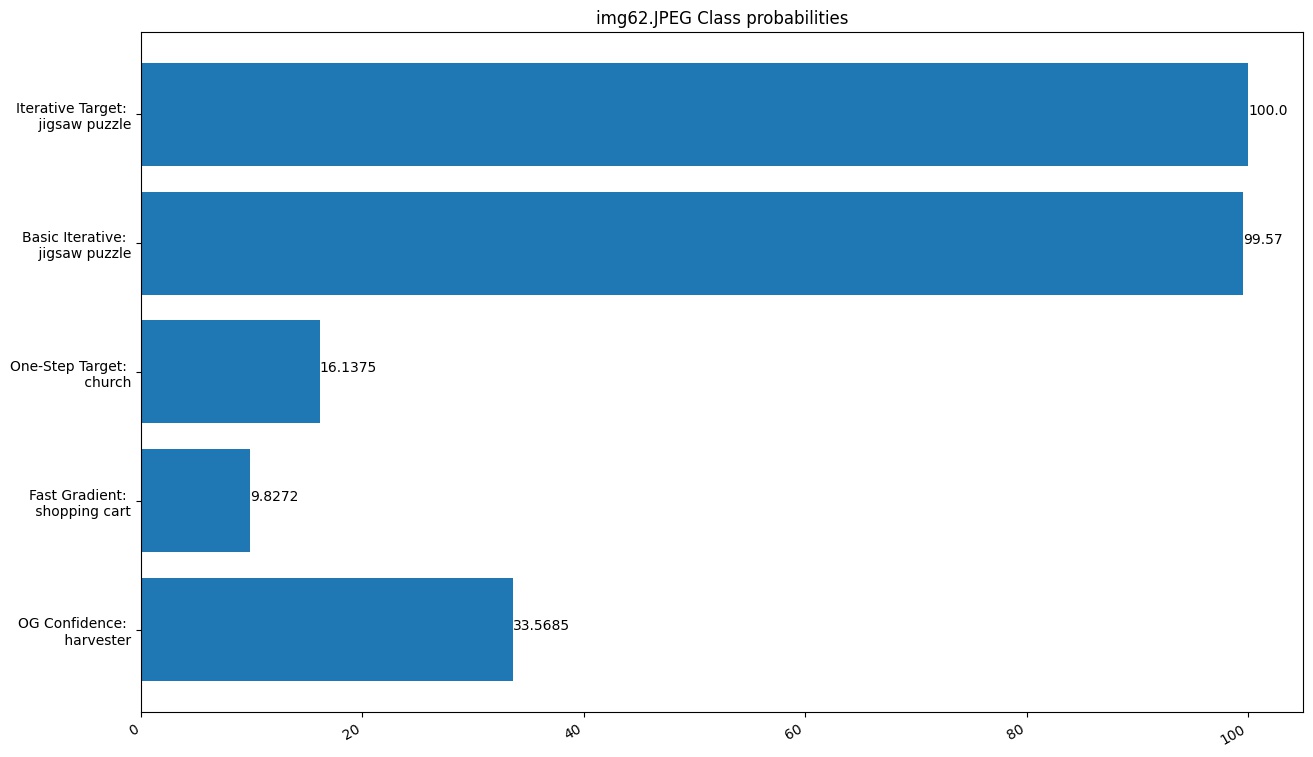 img62.JPEG Class probabilities
Iterative Target:
jigsaw puzzle
100.0
Basic Iterative:
jigsaw puzzle
99.57
One-Step Target:
church
16.1375
Fast Gradient:
shopping cart
9.8272
OG Confidence:
harvester
33.5685
0
20
40
60
80
100